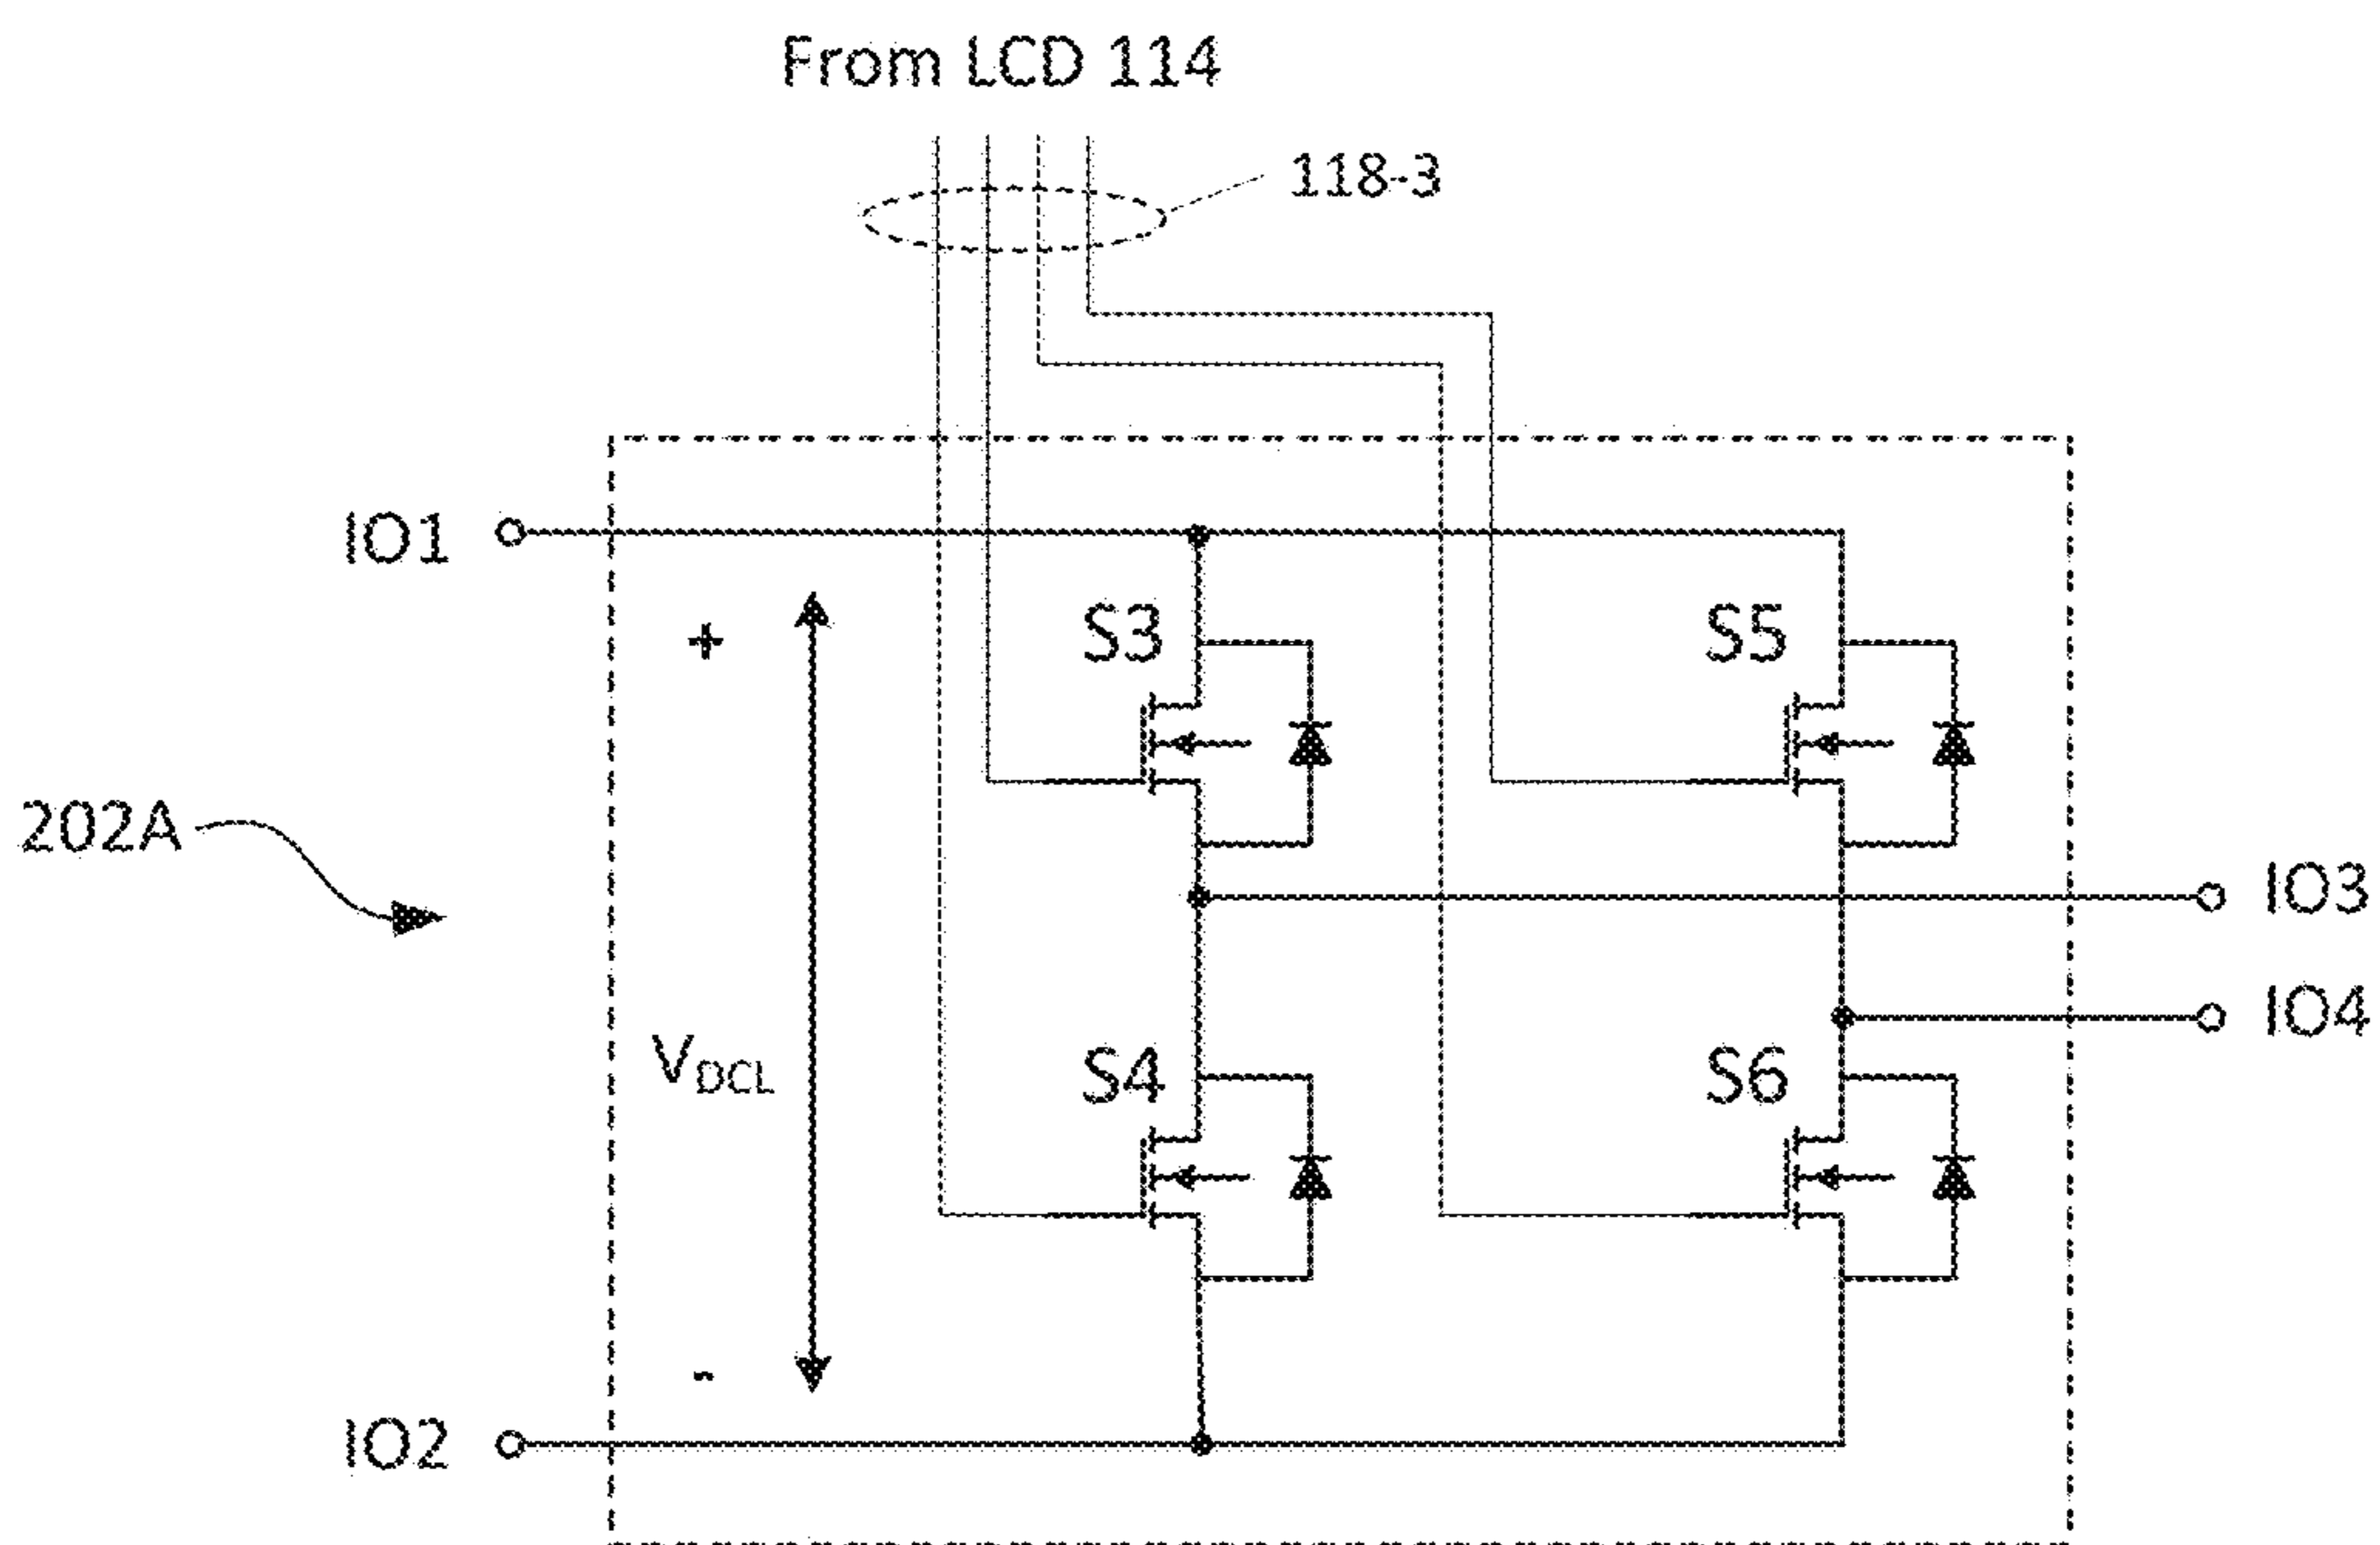 From LCD 114
118-3
IO1
S3
S5
+
202A
IO3
IO4
VDCL
S4
S6
-
IO2